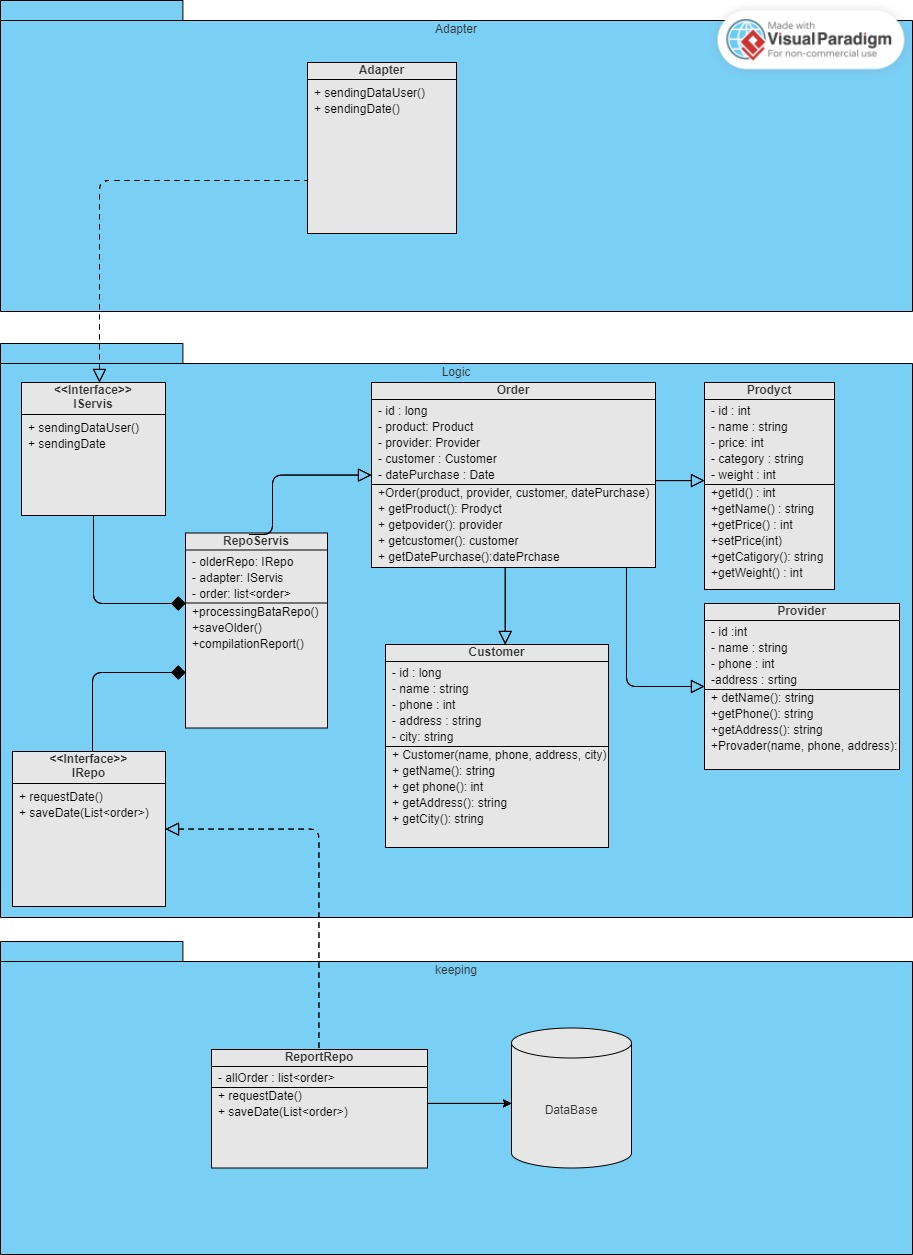 Made with
Visual Paradigm
For non-commercial use
Adapter
Adapter
+ sendingDataUser()
+ sendingDate()
Logic
<<Interface>>
IServis
+ sendingDataUser()
+ sendingDate
Order
- id : long
- product: Product
- provider: Provider
- customer : Customer
- datePurchase : Date
+Order(product, provider, customer, datePurchase)
+ getProduct(): Prodyct
+ getpovider(): provider
+ getcustomer(): customer
+ getDatePurchase():datePrchase
Prodyct
- id : int
- name : string
- price: int
- category : string
- weight : int
+getId() : int
+getName() : string
+getPrice() : int
+setPrice(int)
+getCatigory(): string
+getWeight() : int
RepoServis
- olderRepo: IRepo
- adapter: IServis
- order: list<order>
+processingBataRepo()
+saveOlder()
+compilationReport()
Provider
- id :int
- name : string
- phone : int
-address : srting
+ detName(): string
+getPhone(): string
+getAddress(): string
+Provader(name, phone, address):
Customer
- id : long
- name : string
- phone : int
- address : string
- city: string
+ Customer(name, phone, address, city)
+ getName(): string
+ get phone(): int
+ getAddress(): string
+ getCity(): string
<<Interface>>
IRepo
+ requestDate()
+ saveDate(List<order>)
keeping
ReportRepo
- allOrder : list<order>
+ requestDate()
+ saveDate(List<order>)
DataBase